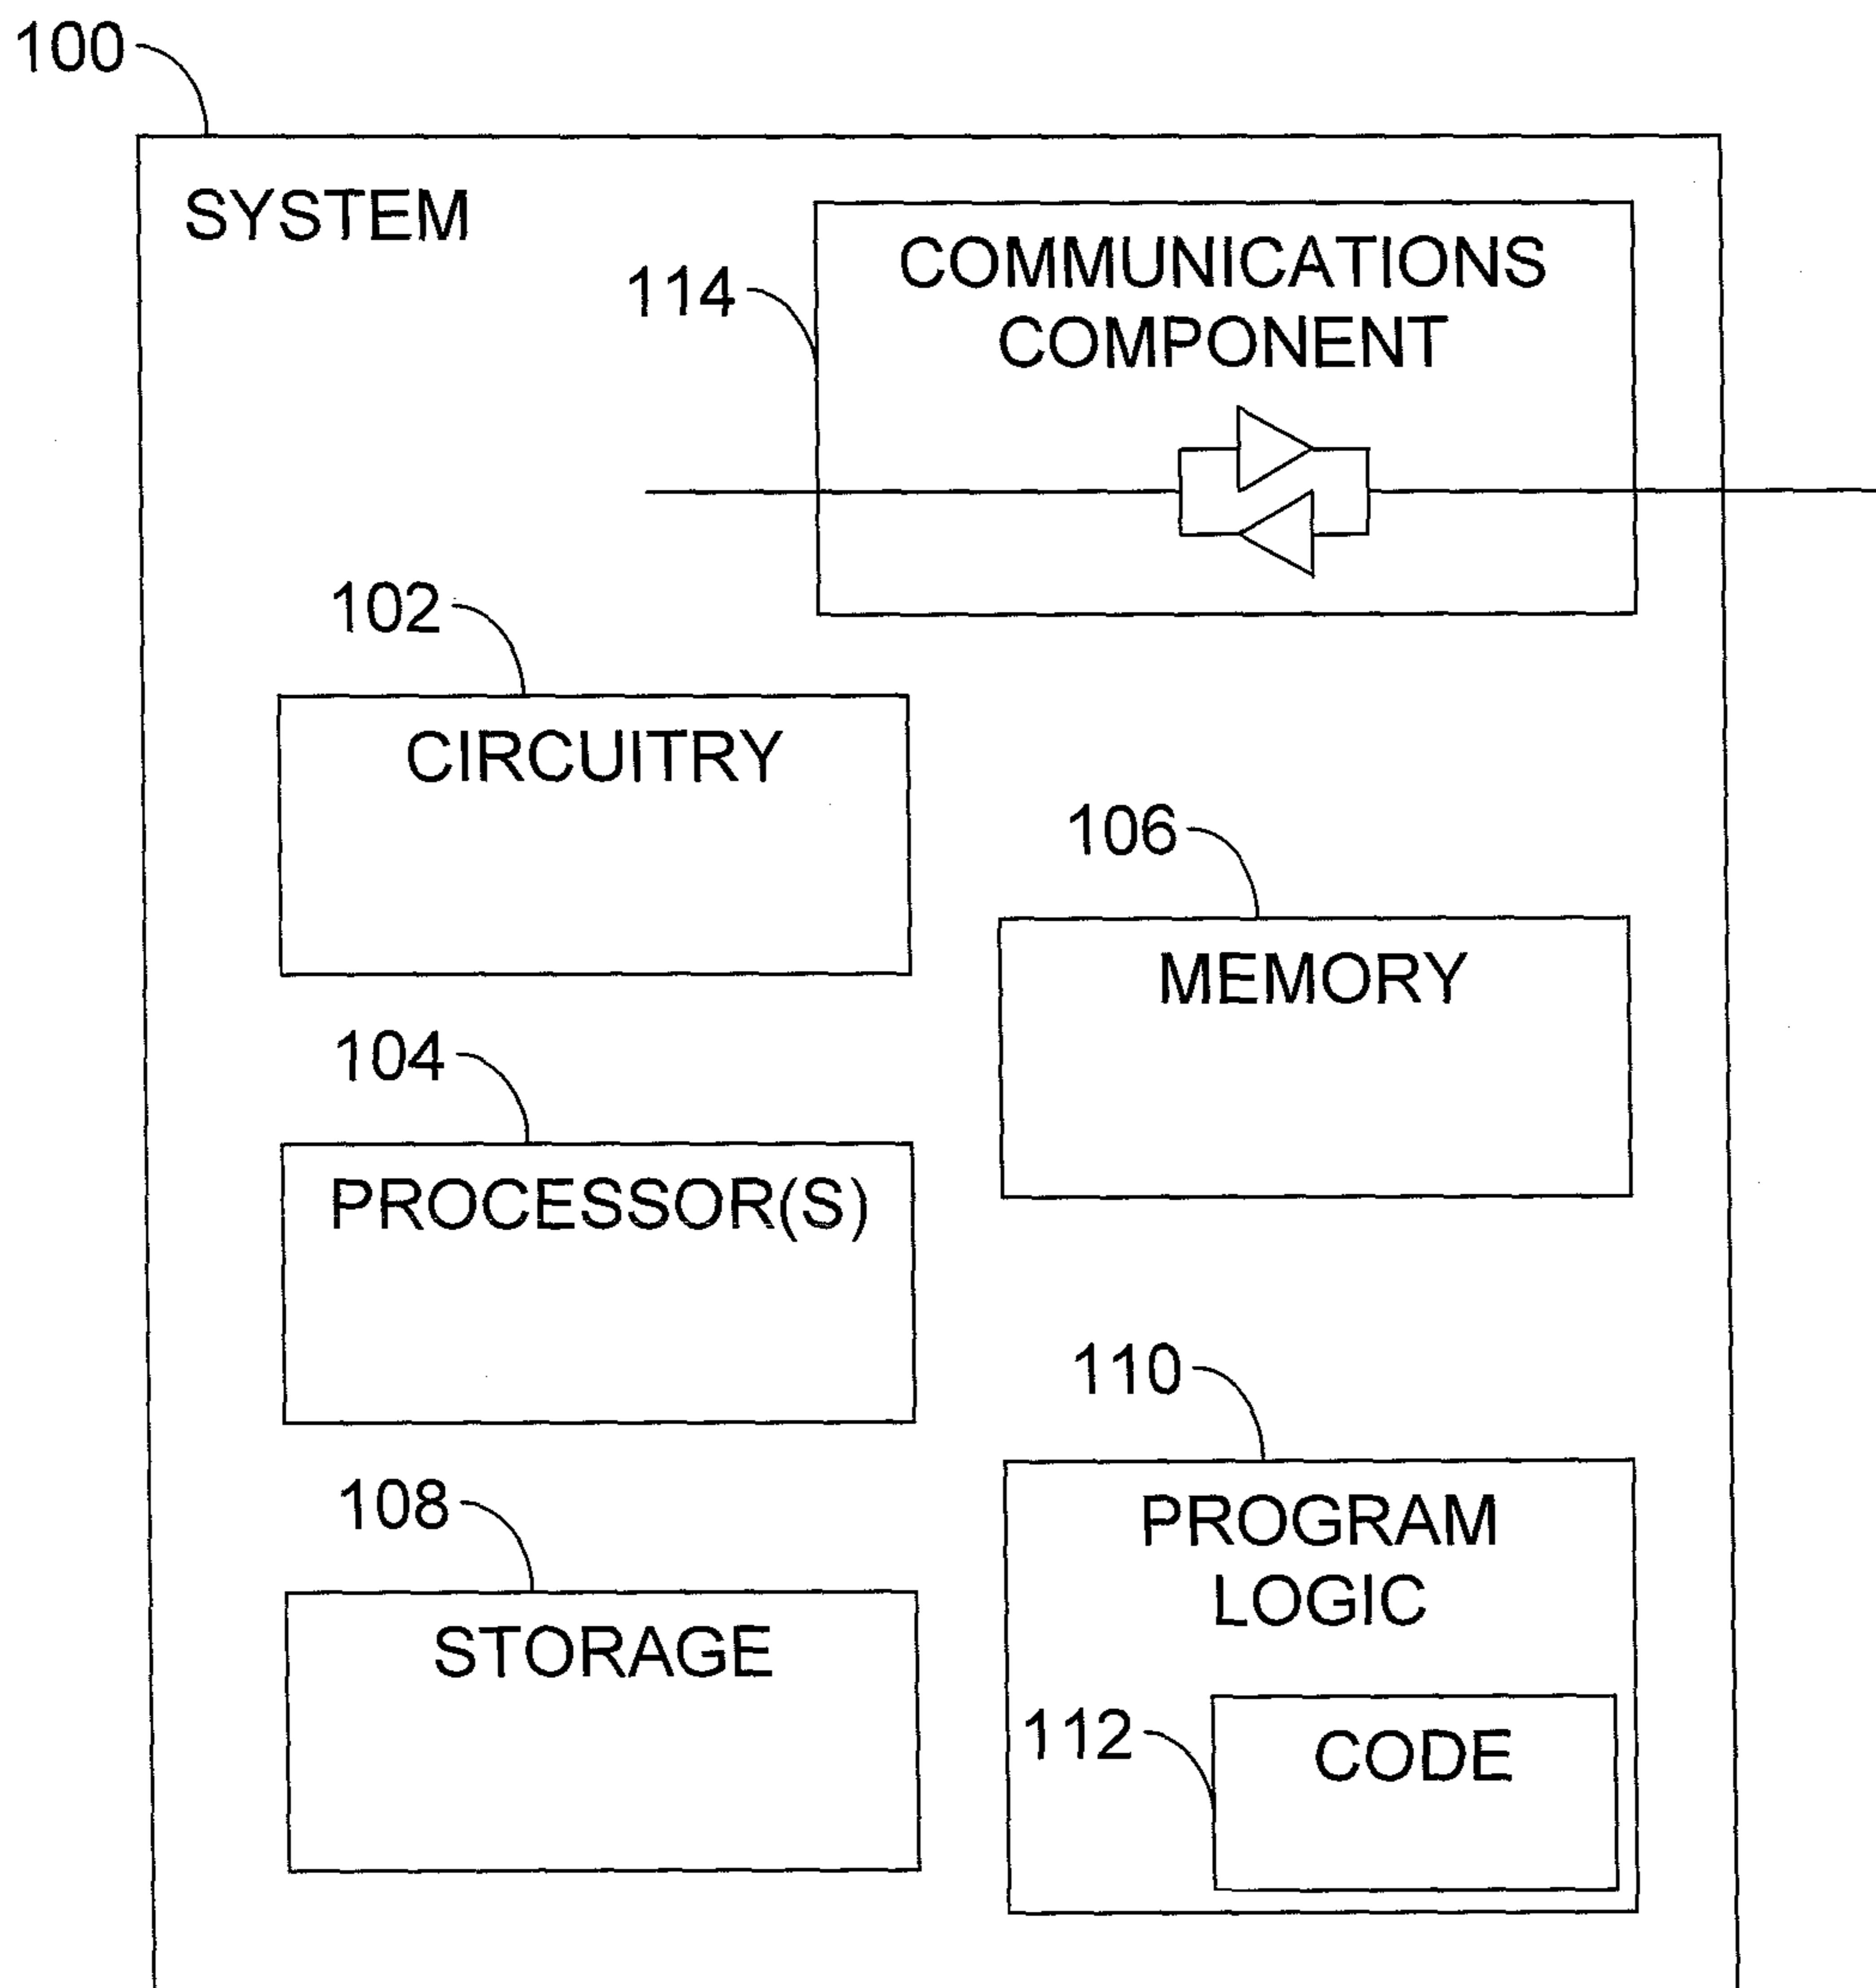 100
SYSTEM
COMMUNICATIONS
COMPONENT
114
102
CIRCUITRY
106
MEMORY
104
PROCESSOR(S)
110
PROGRAM
LOGIC
108
STORAGE
112
CODE